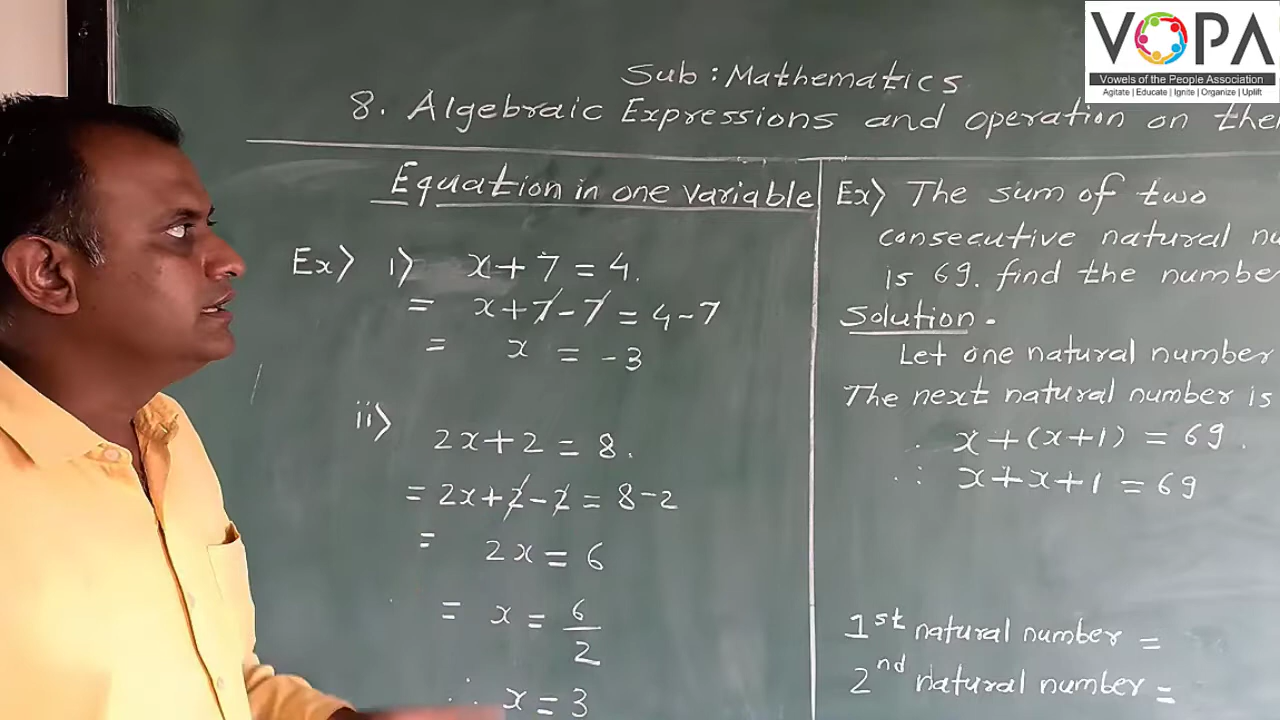 VOPA
Vowels of the People Association
Agitate | Educate | Ignite | Organize | Uplift
Sub : Mathematics
8. Algebraic Expressions and operation on
Equation in one variable
Ex> i> x + 7 = 4.
= x + 7 - 7 = 4 - 7
= x = -3
ii>
2x + 2 = 8.
= 2x + 2 - 2 = 8 - 2
= 2x = 6
= x = 6/2
∴ x = 3
Ex> The sum of two
consecutive natural
is 69. find the number
Solution.
Let one natural number
The next natural number is
∴ x + (x + 1) = 69.
∴ x + x + 1 = 69
1st natural number =
2nd natural number =